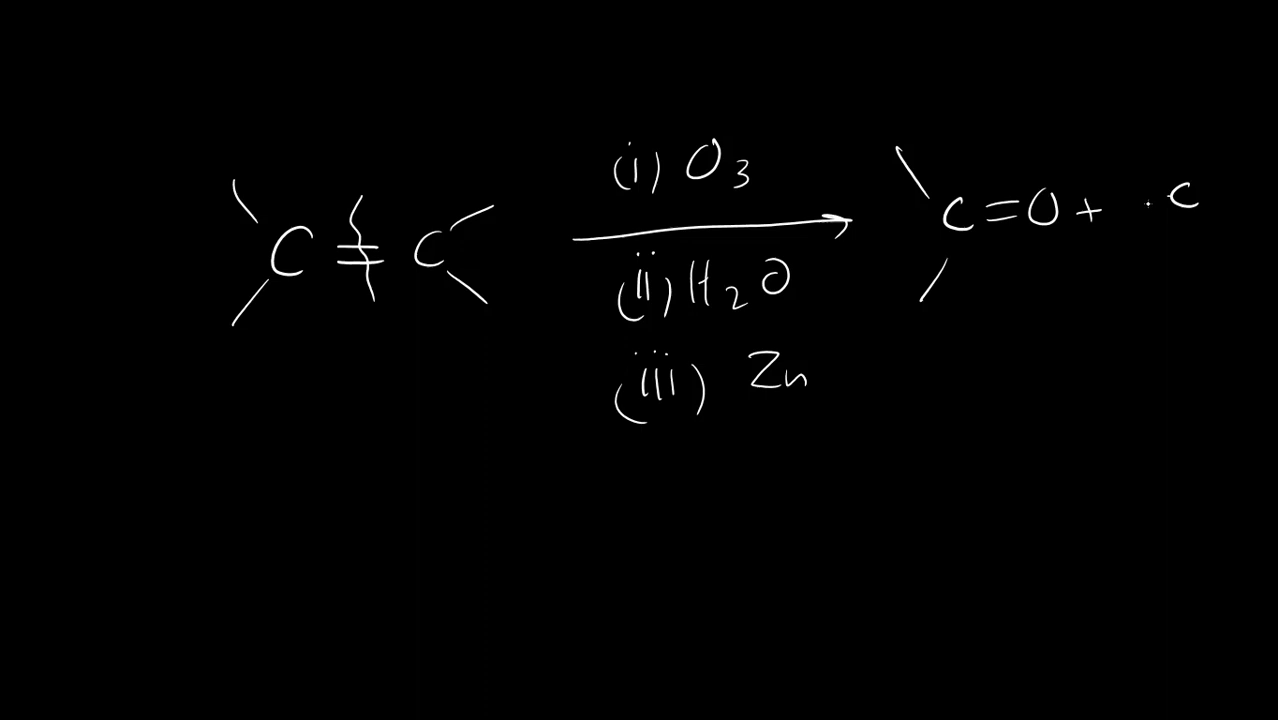 (i) O3
C = C → C = O + C
(ii) H2O
(iii) Zn